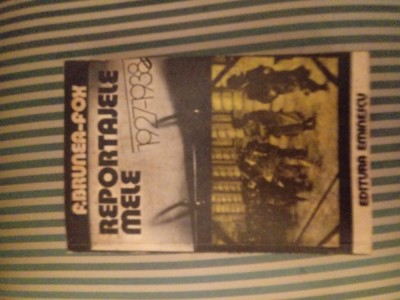 F.BRUNEA-FOX
REPORTAJELE
MELE
1927-1938
EDITURA EMINESCU